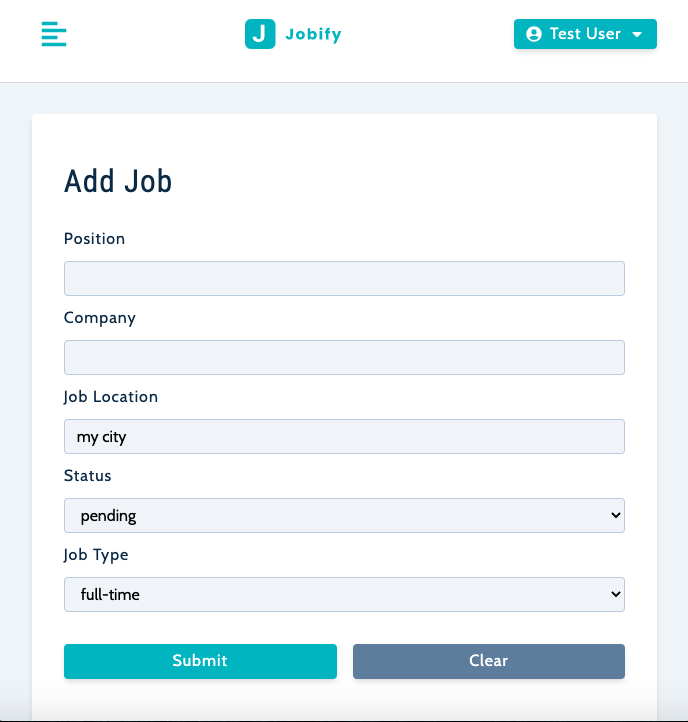 J Jobify
Test User
Add Job
Position
Company
Job Location
my city
Status
pending
Job Type
full-time
Submit Clear